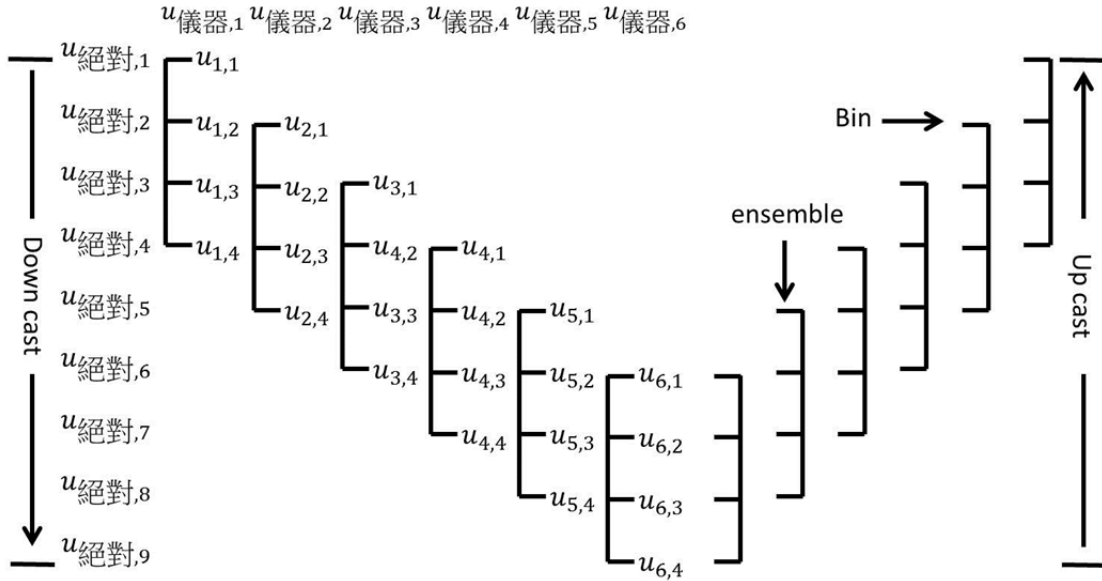 u儀器,1 u儀器,2 u儀器,3 u儀器,4 u儀器,5 u儀器,6
u絕對,1 u1,1
u絕對,2 u1,2 u2,1 Bin
u絕對,3 u1,3 u2,2 u3,1
ensemble
u絕對,4 u1,4 u2,3 u4,2 u4,1
u絕對,5 u2,4 u3,3 u4,2 u5,1
u絕對,6 u3,4 u4,3 u5,2 u6,1
u絕對,7 u4,4 u5,3 u6,2
u絕對,8 u5,4 u6,3
u絕對,9 u6,4
Down cast
Up cast